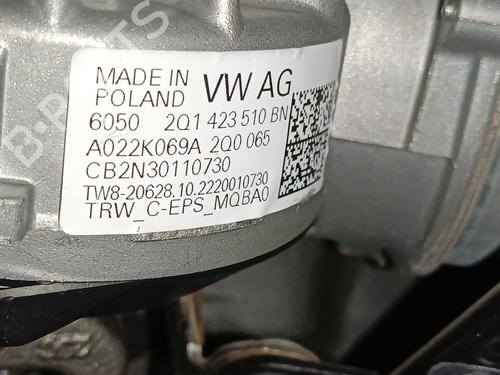 MADE IN POLAND VW AG
6050 2Q1 423 510 BN
A022K069A 2Q0 065
CB2N30110730
TW8-20628.10.2220010730
TRW_C-EPS_MQBA0